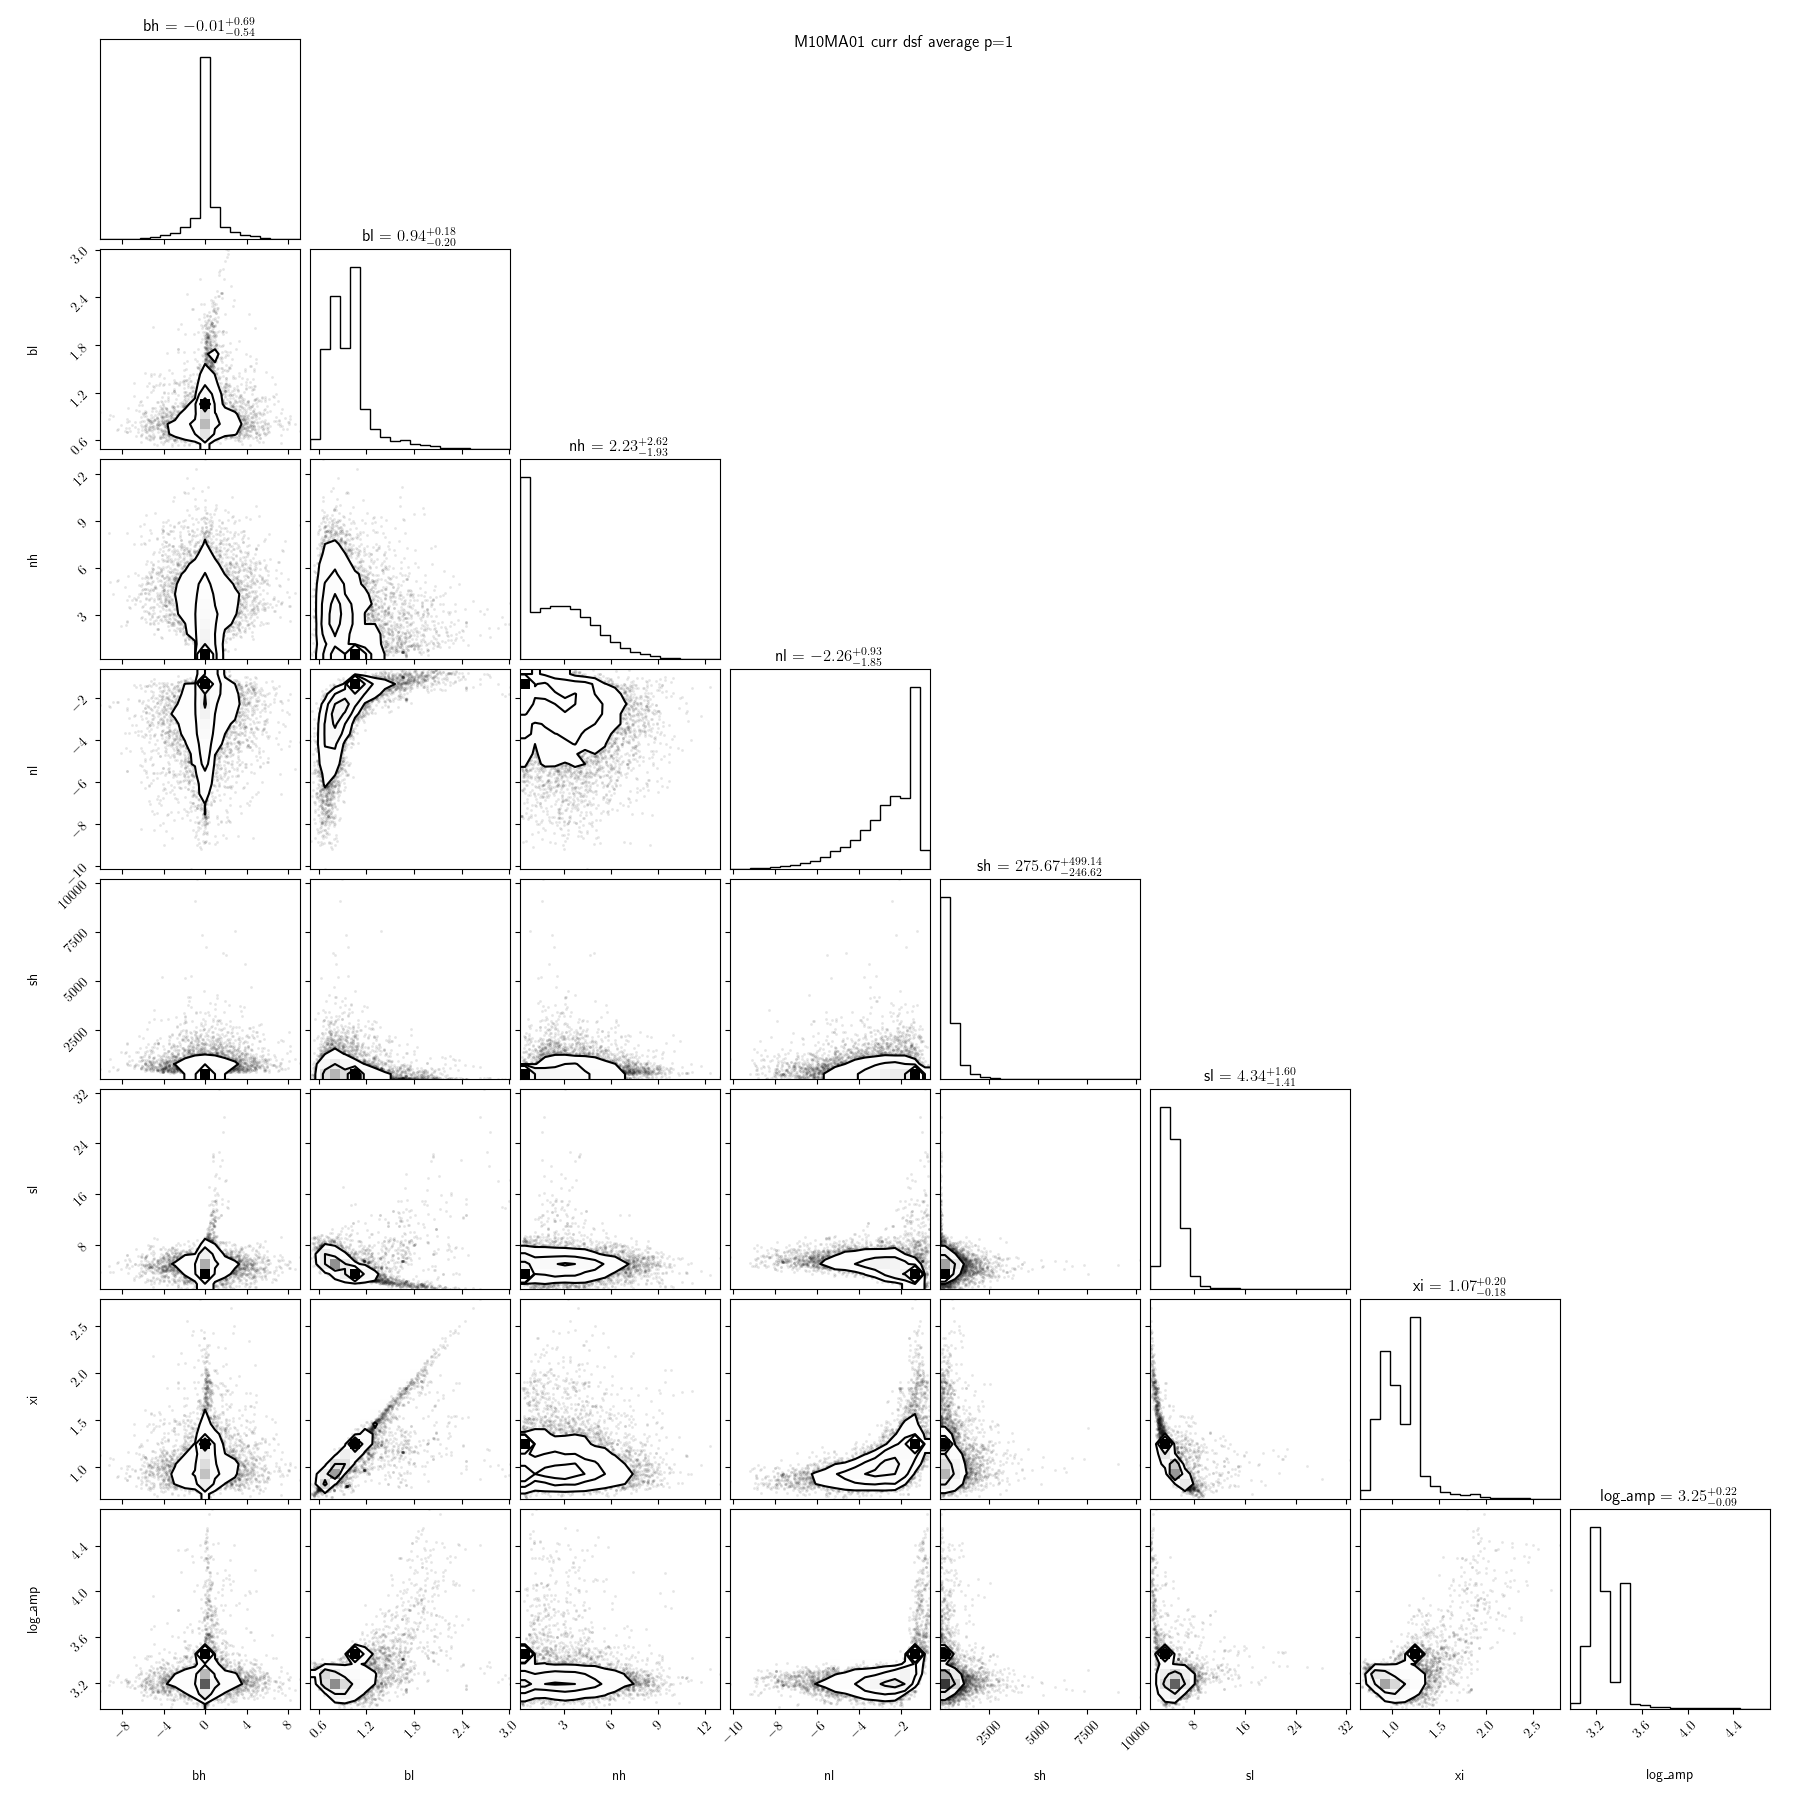 M10MA01 curr dsf average p=1
bh = −0.01+0.69−0.54
bl = 0.94+0.18−0.20
bl
3.0
2.4
1.8
1.2
0.6
nh = 2.23+2.62−1.93
nh
12
9
6
3
nl = −2.26+0.93−1.85
nl
−2
−4
−6
−8
−10
sh = 275.67+499.14−246.62
sh
10000
7500
5000
2500
sl = 4.34+1.60−1.41
sl
32
24
16
8
xi = 1.07+0.20−0.18
xi
2.5
2.0
1.5
1.0
log_amp = 3.25+0.22−0.09
log_amp
4.4
4.0
3.6
3.2
−8 −4 0 4 8 0.6 1.2 1.8 2.4 3.0 3 6 9 12 −10 −8 −6 −4 −2 2500 5000 7500 10000 8 16 24 32 1.0 1.5 2.0 2.5 3.2 3.6 4.0 4.4
bh bl nh nl sh sl xi log_amp